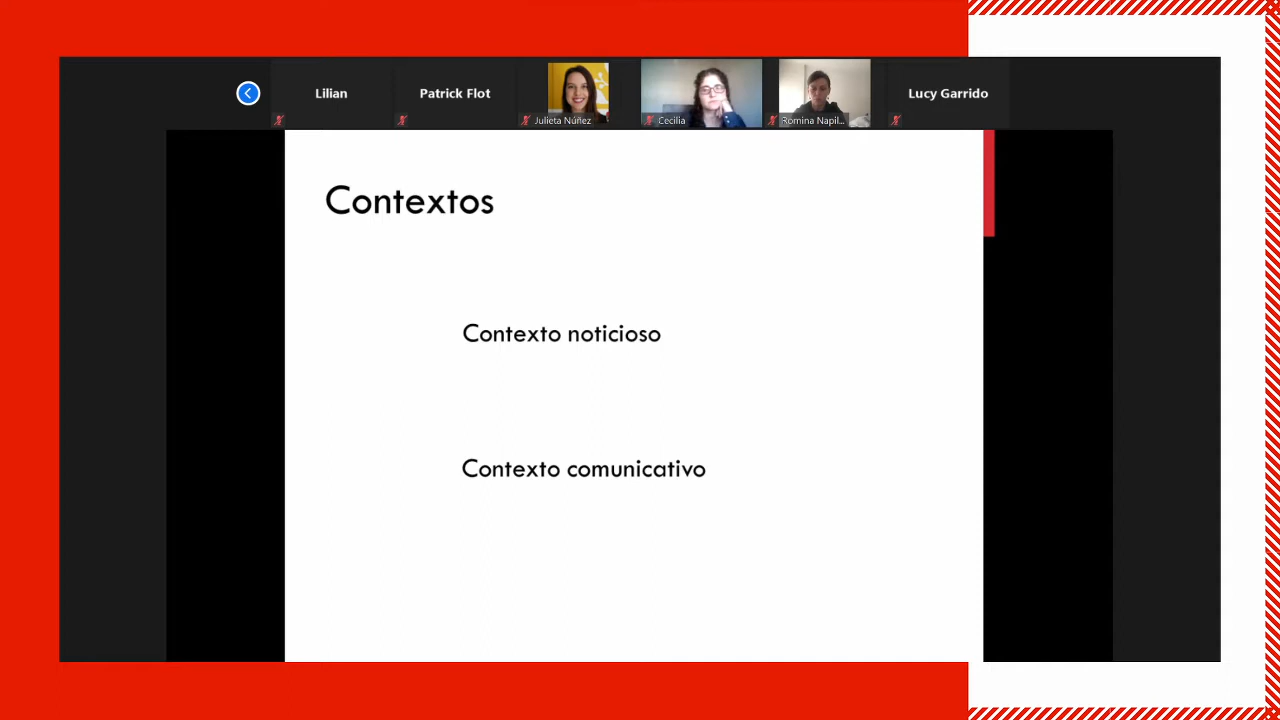 Lilian
Patrick Flot
Julieta Núñez
Cecilia
Romina Napil...
Lucy Garrido
Contextos
Contexto noticioso
Contexto comunicativo